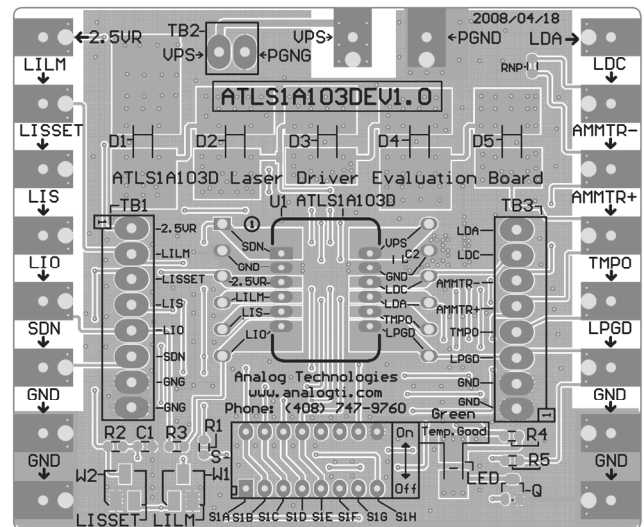 2008/04/18
2.5VR
TB2
VPS
PGND
LDA
LILM
VPS
PGNG
LDC
RNP
ATLS1A103DEV1.0
LISSET
AMMTR-
D1
D2
D3
D4
D5
ATLS1A103D Laser Driver Evaluation Board
LIS
AMMTR+
1
TB1
U1
ATLS1A103D
TB3
2.5VR
1
LDA
SDN
VPS
LIO
LILM
LDC
TMPO
GND
C2
GND
LISSET
2.5VR
LDC
AMMTR-
LILM
LDA
LIS
LIS
TMPO
AMMTR+
SDN
LIO
LIO
LPGD
TMPO
LPGD
SDN
LPGD
GND
GNG
Analog Technologies
GND
GND
www.analogti.com
GNG
Phone: (408) 747-9760
GND
1
Green
R2
C1
R3
R1
On
Temp.Good
R4
GND
S
R5
GND
W2
W1
LED
Off
Q
LISSET
LILM
S1A
S1B
S1C
S1D
S1E
S1F
S1G
S1H